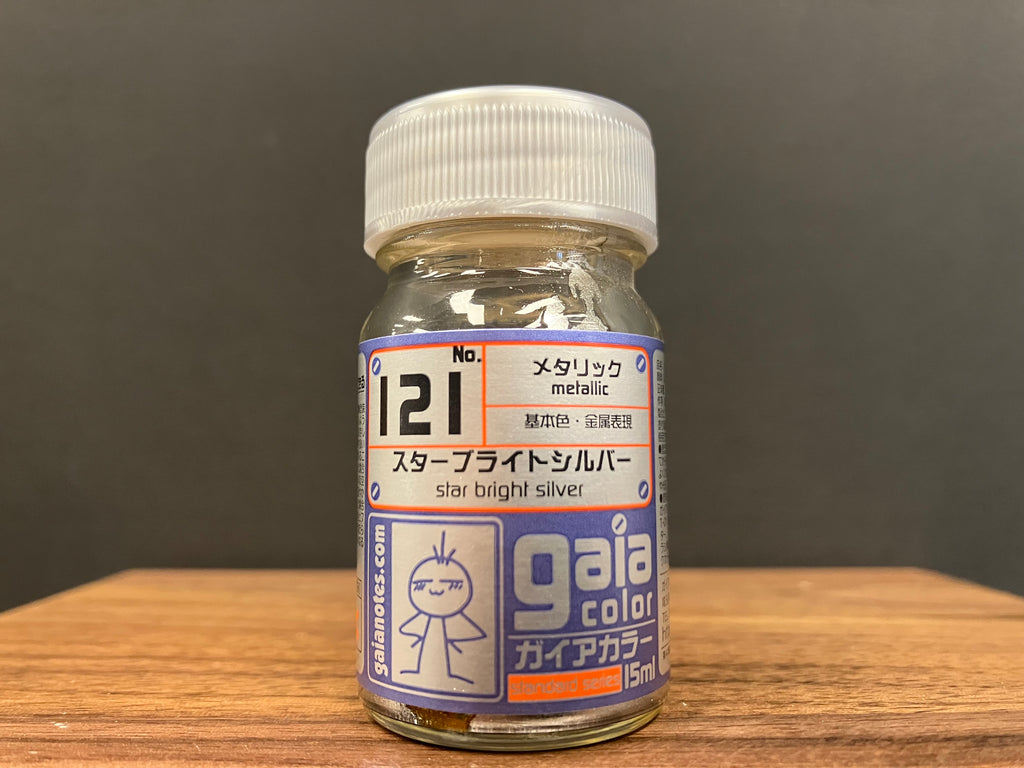 No.
121
メタリック
metallic
基本色・金属表現
スターブライトシルバー
star bright silver
gaianotes.com
gaia
color
ガイアカラー
standard series
15ml